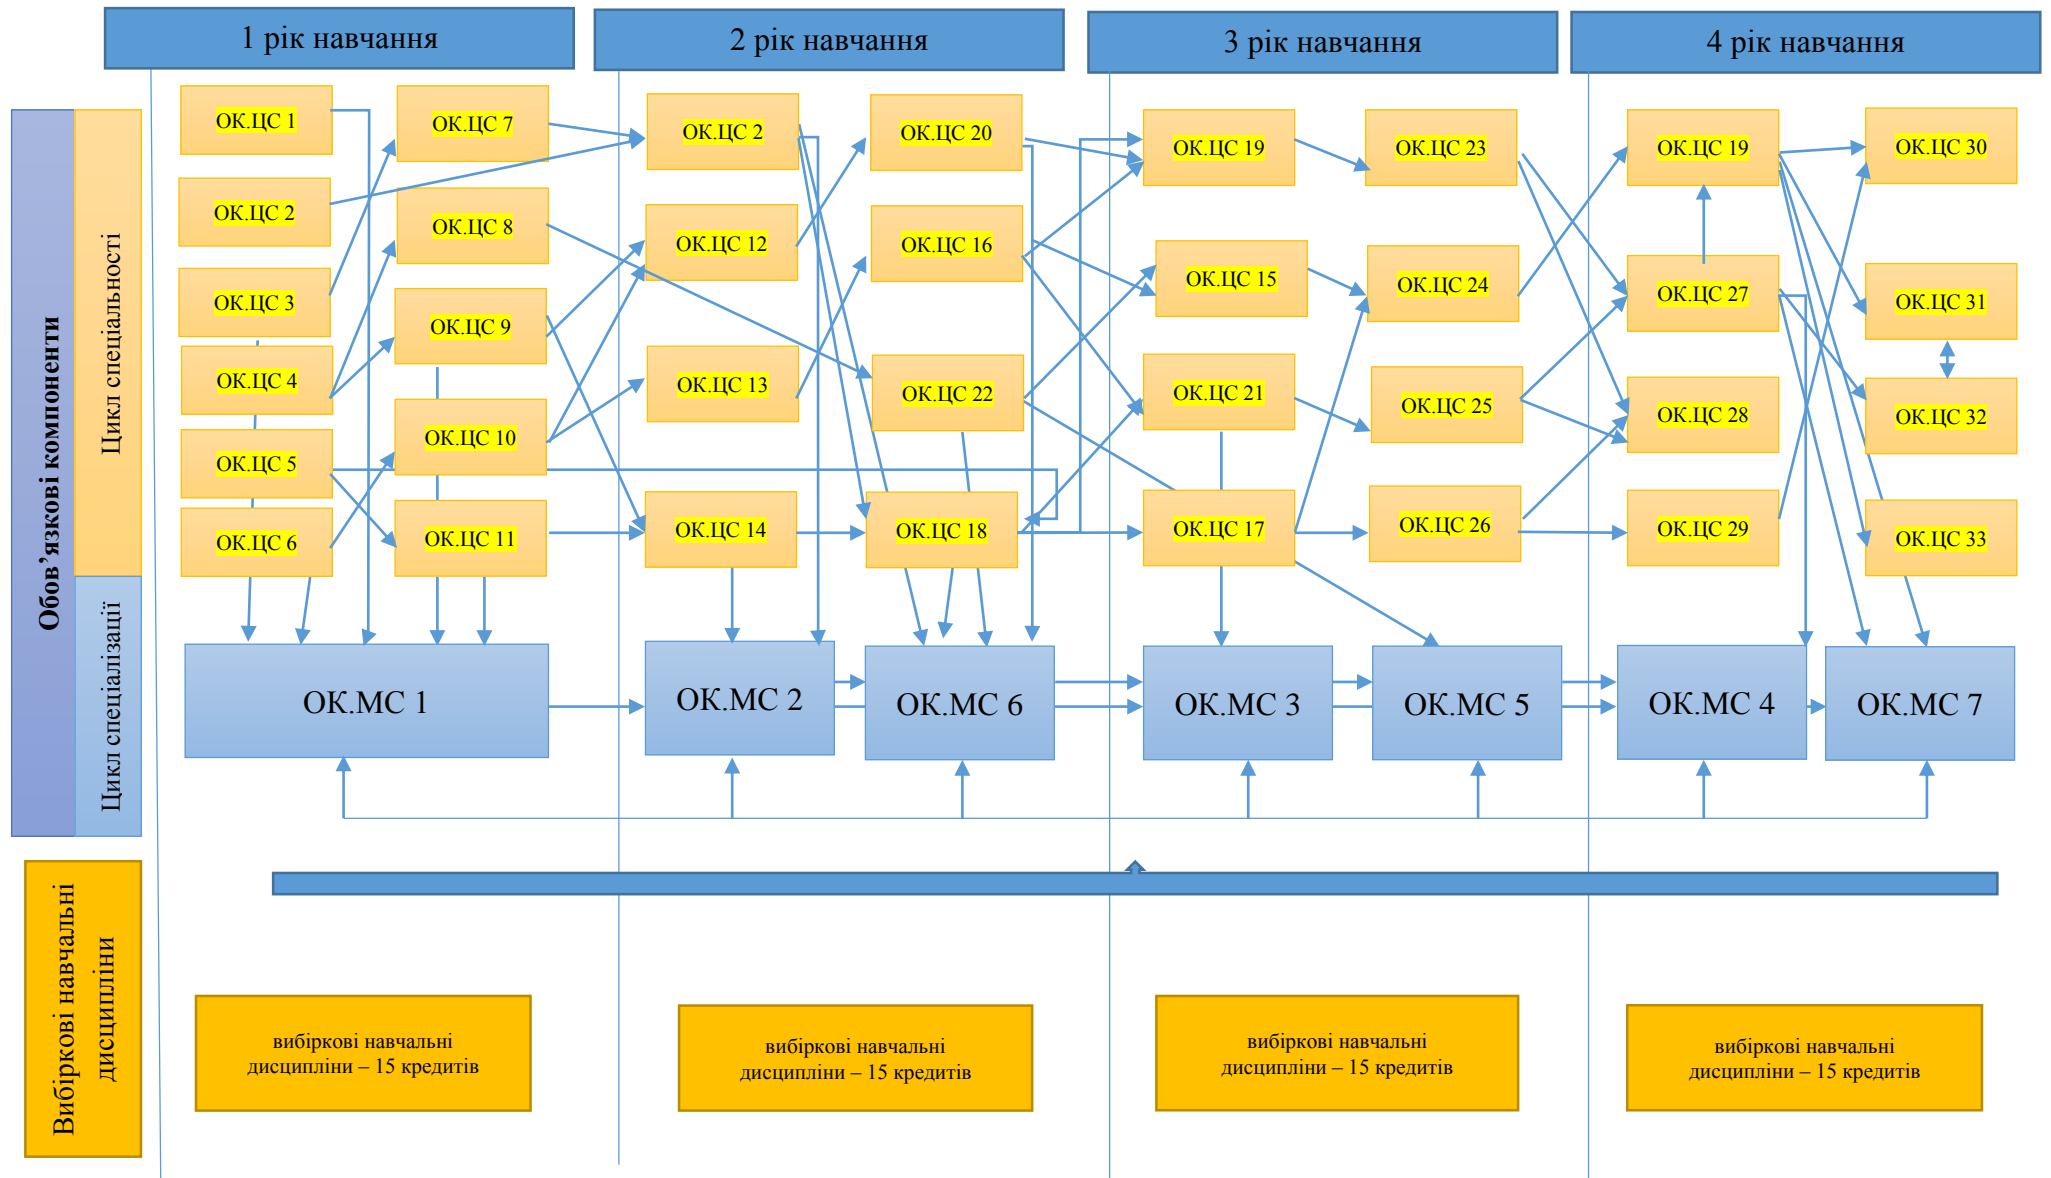 1 рік навчання
2 рік навчання
3 рік навчання
4 рік навчання
Обов’язкові компоненти
Цикл спеціальності
Цикл спеціалізації
ОК.ЦС 1
ОК.ЦС 2
ОК.ЦС 3
ОК.ЦС 4
ОК.ЦС 5
ОК.ЦС 6
ОК.ЦС 7
ОК.ЦС 8
ОК.ЦС 9
ОК.ЦС 10
ОК.ЦС 11
ОК.ЦС 2
ОК.ЦС 12
ОК.ЦС 13
ОК.ЦС 14
ОК.ЦС 20
ОК.ЦС 16
ОК.ЦС 22
ОК.ЦС 18
ОК.ЦС 19
ОК.ЦС 15
ОК.ЦС 21
ОК.ЦС 17
ОК.ЦС 23
ОК.ЦС 24
ОК.ЦС 25
ОК.ЦС 26
ОК.ЦС 19
ОК.ЦС 27
ОК.ЦС 28
ОК.ЦС 29
ОК.ЦС 30
ОК.ЦС 31
ОК.ЦС 32
ОК.ЦС 33
ОК.МС 1
ОК.МС 2
ОК.МС 6
ОК.МС 3
ОК.МС 5
ОК.МС 4
ОК.МС 7
Вибіркові навчальні
дисципліни
вибіркові навчальні
дисципліни – 15 кредитів
вибіркові навчальні
дисципліни – 15 кредитів
вибіркові навчальні
дисципліни – 15 кредитів
вибіркові навчальні
дисципліни – 15 кредитів